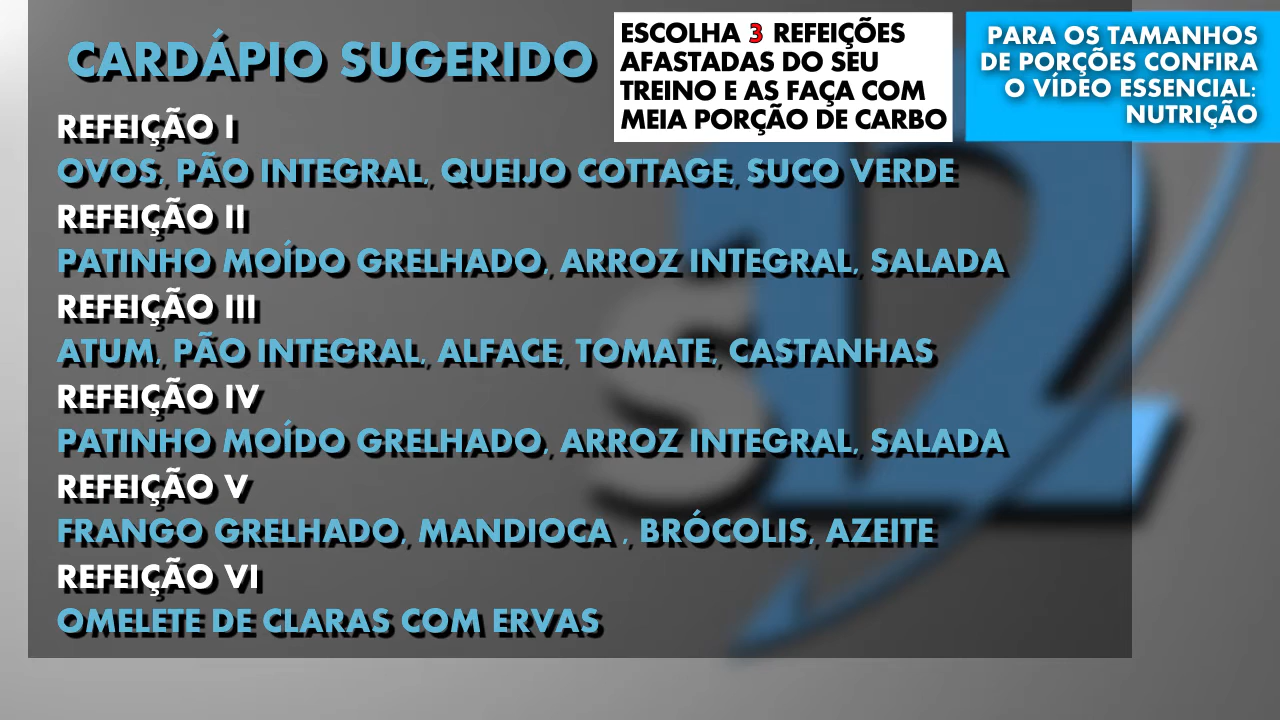 CARDÁPIO SUGERIDO
ESCOLHA 3 REFEIÇÕES
AFASTADAS DO SEU
TREINO E AS FAÇA COM
MEIA PORÇÃO DE CARBO
PARA OS TAMANHOS
DE PORÇÕES CONFIRA
O VÍDEO ESSENCIAL:
NUTRIÇÃO
REFEIÇÃO I
OVOS, PÃO INTEGRAL, QUEIJO COTTAGE, SUCO VERDE
REFEIÇÃO II
PATINHO MOÍDO GRELHADO, ARROZ INTEGRAL, SALADA
REFEIÇÃO III
ATUM, PÃO INTEGRAL, ALFACE, TOMATE, CASTANHAS
REFEIÇÃO IV
PATINHO MOÍDO GRELHADO, ARROZ INTEGRAL, SALADA
REFEIÇÃO V
FRANGO GRELHADO, MANDIOCA , BRÓCOLIS, AZEITE
REFEIÇÃO VI
OMELETE DE CLARAS COM ERVAS
S12